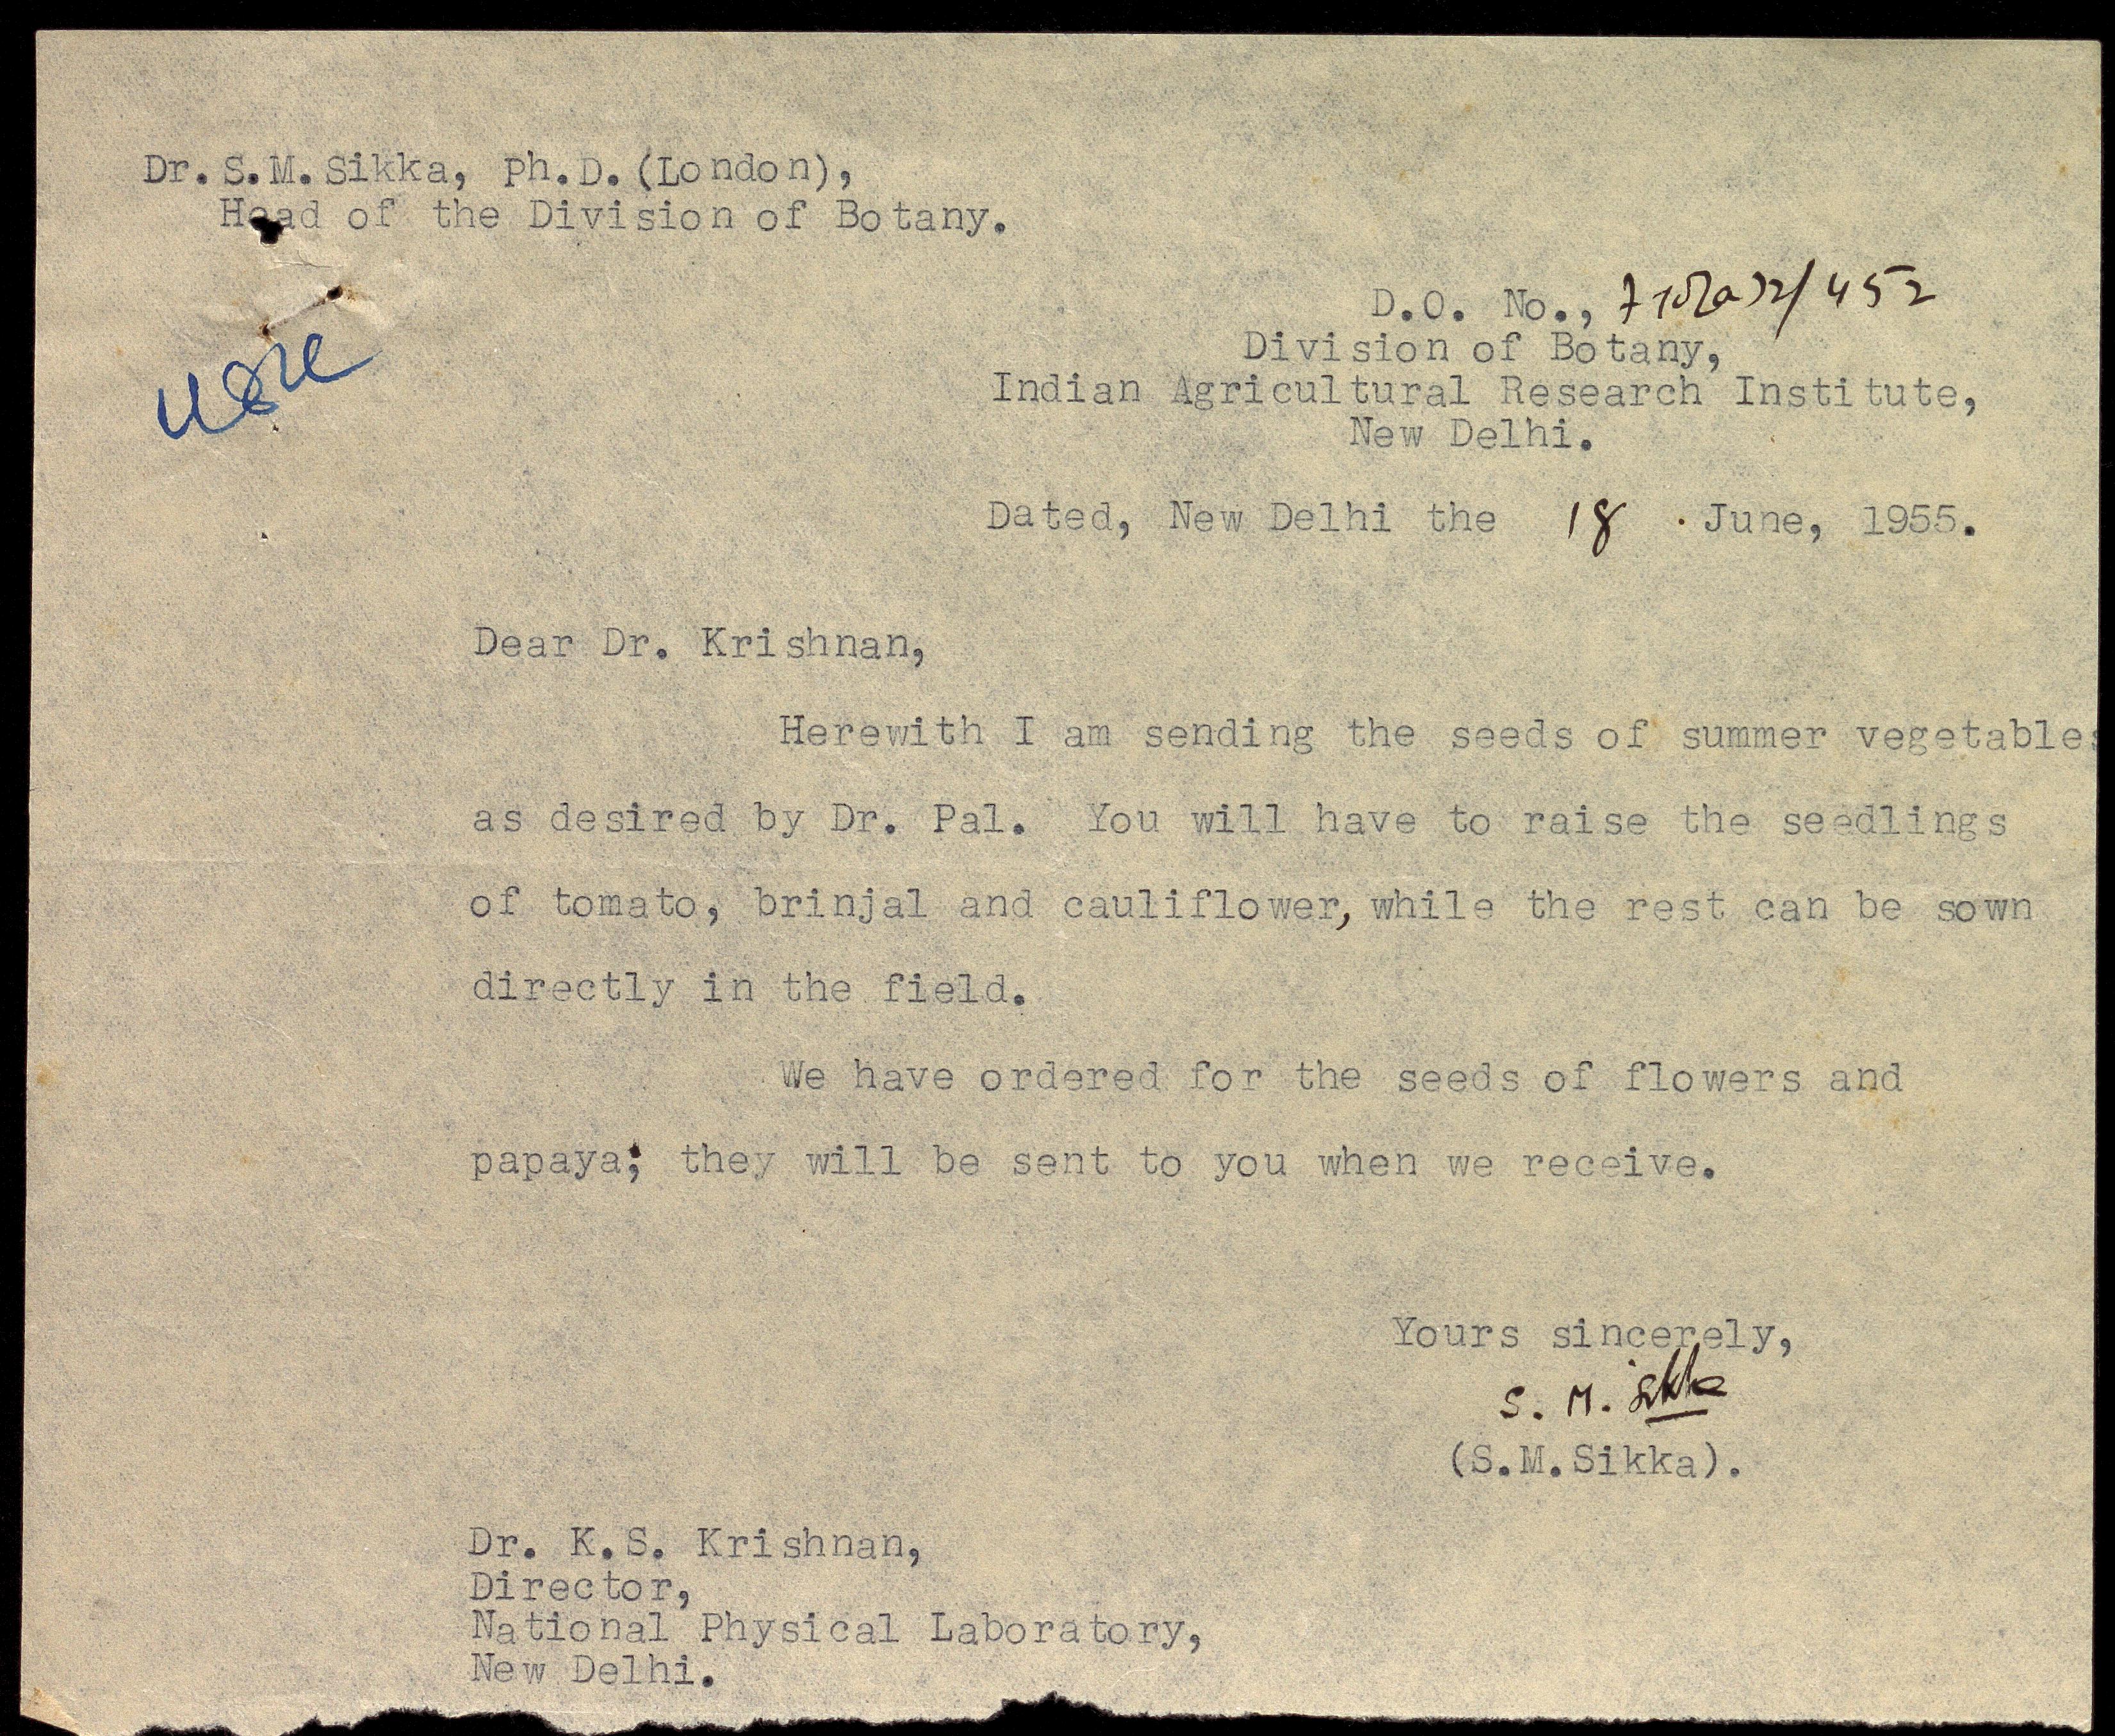 Dr. S.M. Sikka, Ph.D. (London),
Head of the Division of Botany.
D.O. No., /452
Division of Botany,
Indian Agricultural Research Institute,
New Delhi.
Dated, New Delhi the 18 June, 1955.
Dear Dr. Krishnan,
Herewith I am sending the seeds of summer vegetables
as desired by Dr. Pal. You will have to raise the seedlings
of tomato, brinjal and cauliflower, while the rest can be sown
directly in the field.
We have ordered for the seeds of flowers and
papaya; they will be sent to you when we receive.
Yours sincerely,
S. M. Sikka
(S.M. Sikka).
Dr. K.S. Krishnan,
Director,
National Physical Laboratory,
New Delhi.